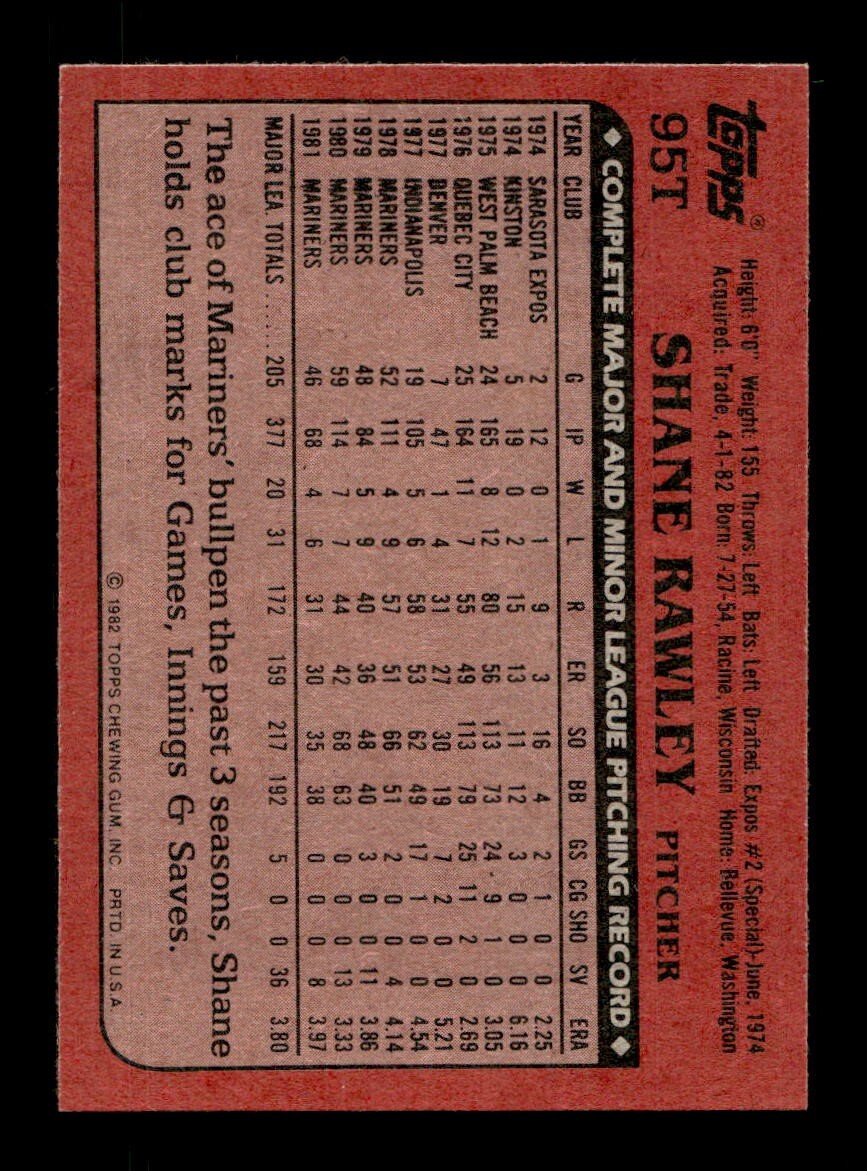 Topps®
Height: 6'0" Weight: 155 Throws: Left Bats: Left Drafted: Expos #2 (Special)-June, 1974
Acquired: Trade, 4-1-82 Born: 7-27-54, Racine, Wisconsin Home: Bellevue, Washington
95T SHANE RAWLEY PITCHER
◆ COMPLETE MAJOR AND MINOR LEAGUE PITCHING RECORD ◆
YEAR CLUB G IP W L R ER SO BB GS CG SHO SV ERA
1974 SARASOTA EXPOS 2 12 0 1 9 3 16 4 2 1 0 0 2.25
1974 KINSTON 5 19 0 2 15 13 11 12 3 0 0 0 6.16
1975 WEST PALM BEACH 24 165 8 12 80 56 113 73 24 9 1 0 3.05
1976 QUEBEC CITY 25 164 11 7 55 49 113 79 25 11 2 0 2.69
1977 DENVER 7 47 1 4 31 27 30 19 7 2 0 0 5.21
1977 INDIANAPOLIS 19 105 5 6 58 53 62 49 17 1 0 0 4.54
1978 MARINERS 52 111 4 9 57 51 66 51 2 0 0 4 4.14
1979 MARINERS 48 84 5 9 40 36 48 40 3 0 0 11 3.86
1980 MARINERS 59 114 7 7 44 42 68 63 0 0 0 13 3.33
1981 MARINERS 46 68 4 6 31 30 35 38 0 0 0 8 3.97
MAJOR LEA. TOTALS ...... 205 377 20 31 172 159 217 192 5 0 0 36 3.80
The ace of Mariners' bullpen the past 3 seasons, Shane
holds club marks for Games, Innings & Saves.
© 1982 TOPPS CHEWING GUM, INC. PRTD. IN U.S.A.